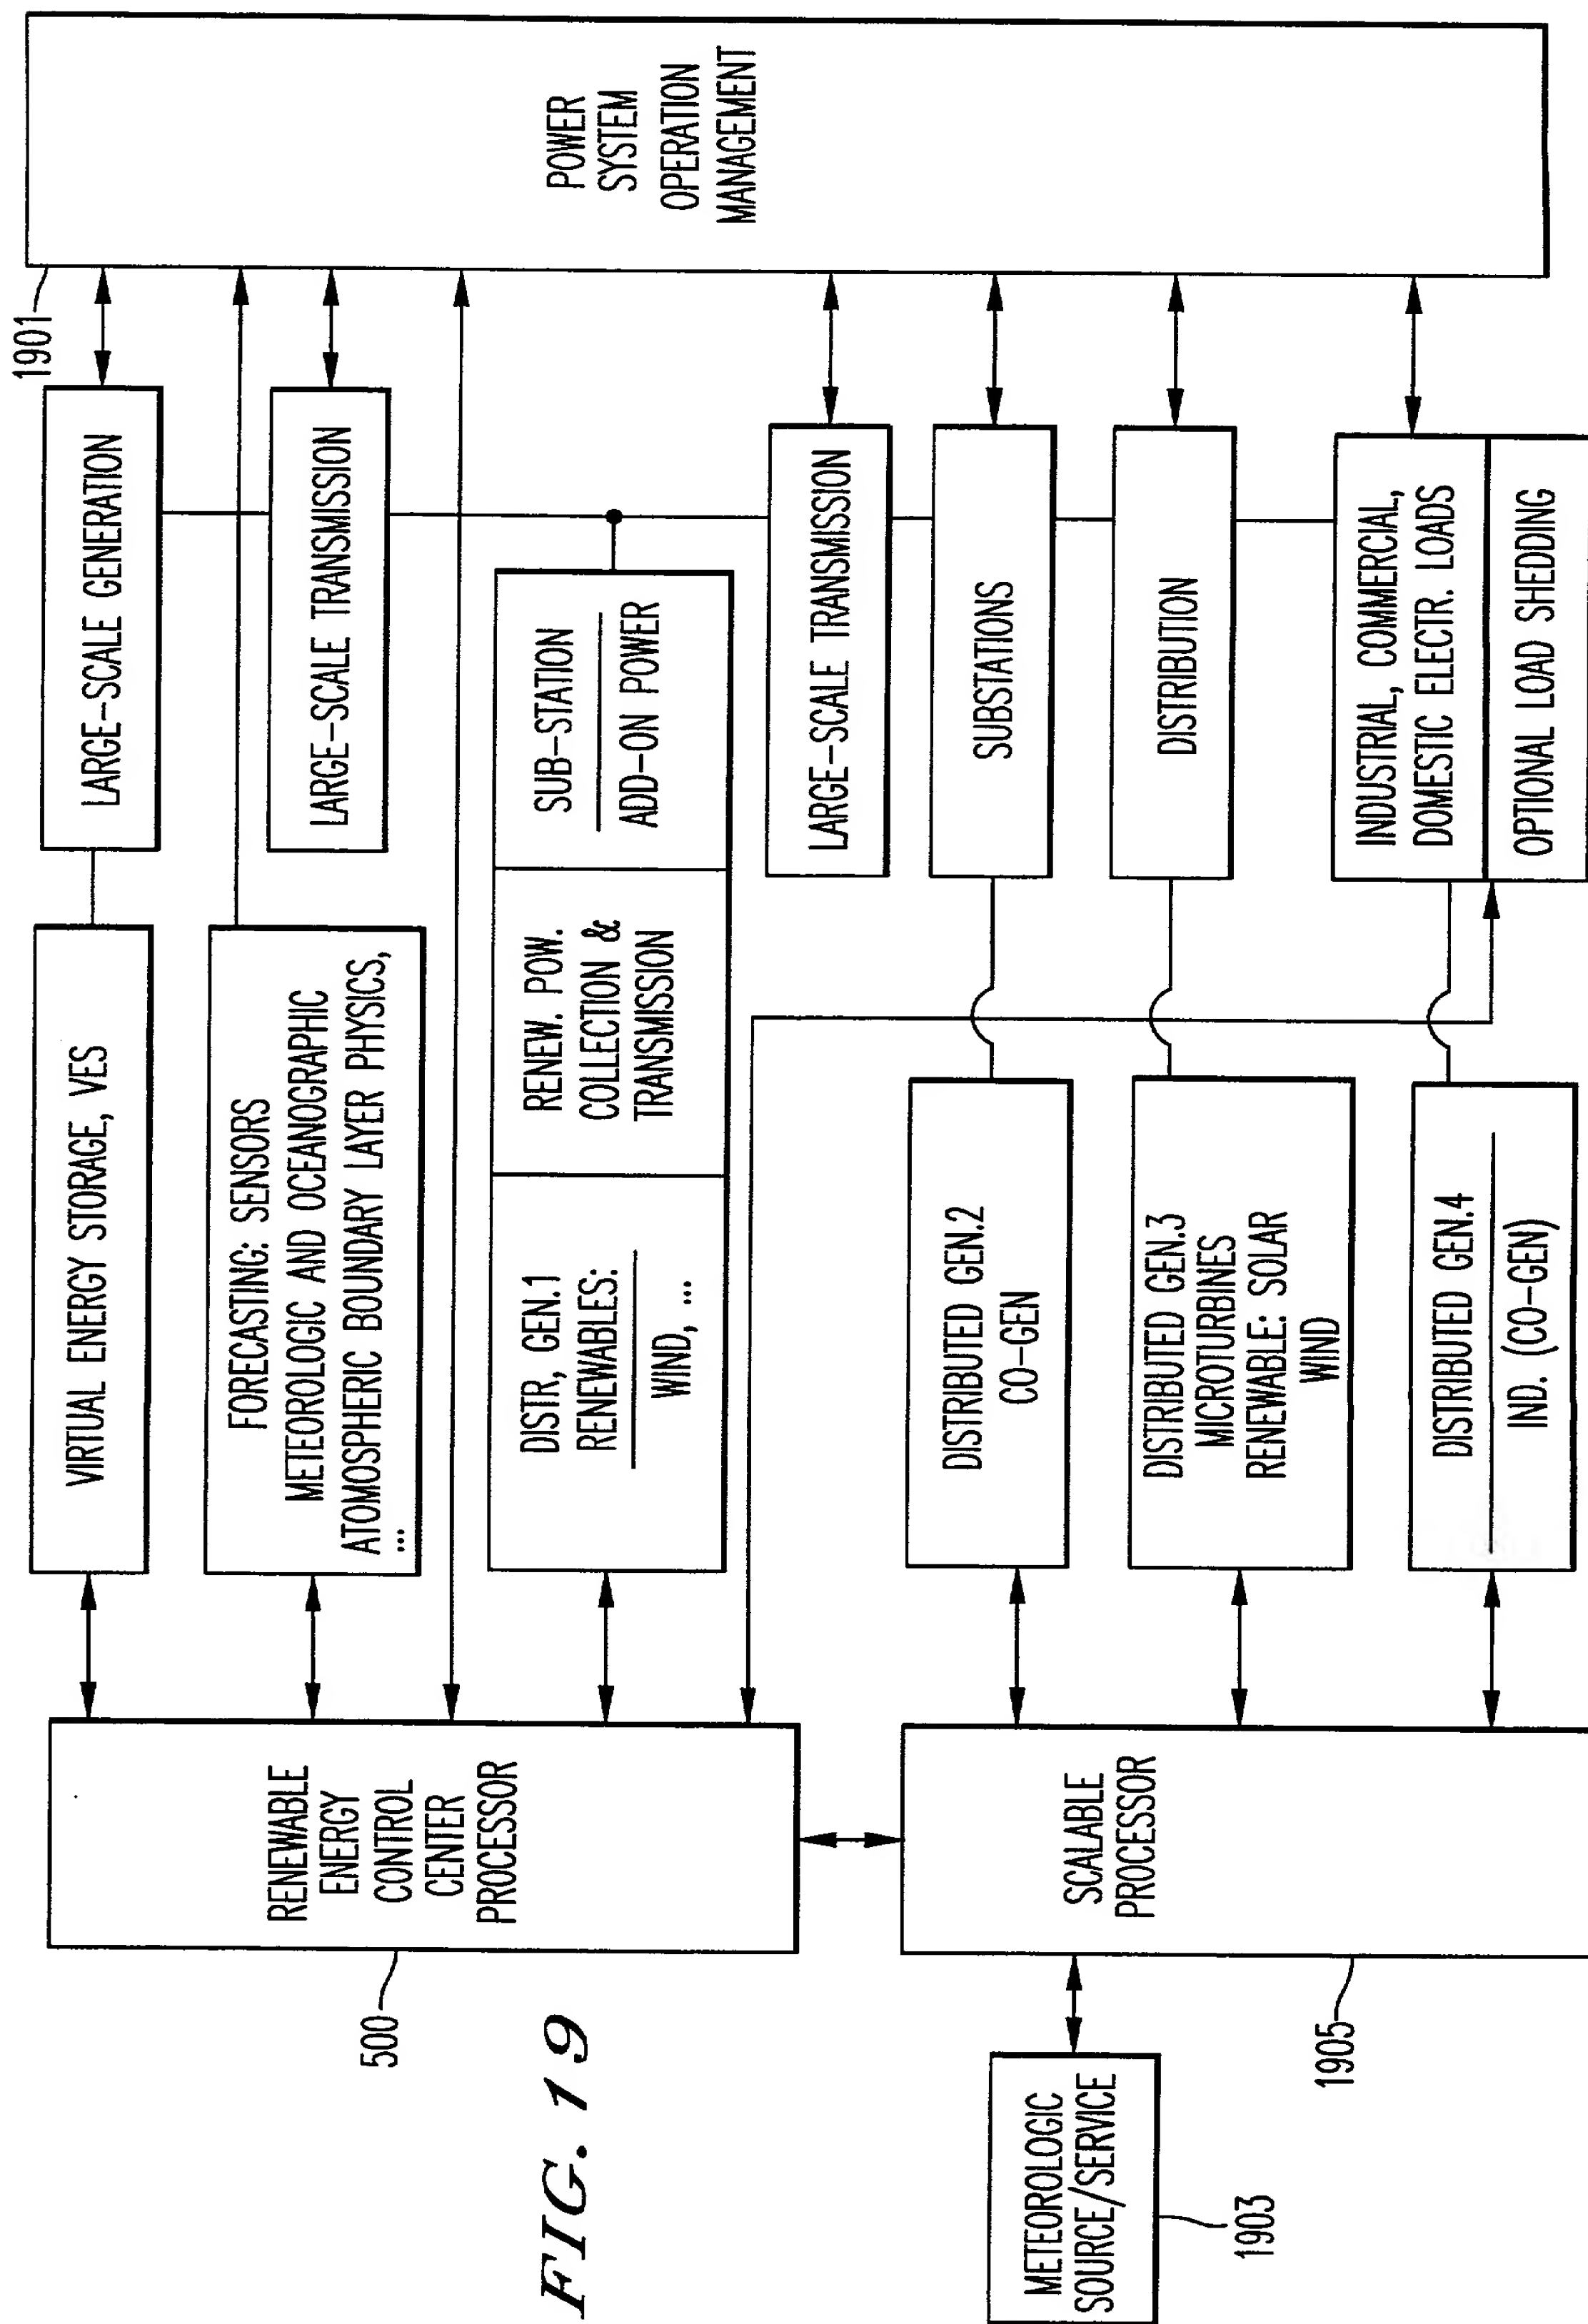 FIG. 19
RENEWABLE
ENERGY
CONTROL
CENTER
PROCESSOR
500
METEOROLOGIC
SOURCE/SERVICE
1903
SCALABLE
PROCESSOR
1905
VIRTUAL ENERGY STORAGE, VES
FORECASTING: SENSORS
METEOROLOGIC AND OCEANOGRAPHIC
ATOMOSPHERIC BOUNDARY LAYER PHYSICS,
...
DISTR, GEN.1
RENEWABLES:
WIND, ...
RENEW. POW.
COLLECTION &
TRANSMISSION
SUB-STATION
ADD-ON POWER
DISTRIBUTED GEN.2
CO-GEN
DISTRIBUTED GEN.3
MICROTURBINES
RENEWABLE: SOLAR
WIND
DISTRIBUTED GEN.4
IND. (CO-GEN)
LARGE-SCALE GENERATION
LARGE-SCALE TRANSMISSION
LARGE-SCALE TRANSMISSION
SUBSTATIONS
DISTRIBUTION
INDUSTRIAL, COMMERCIAL,
DOMESTIC ELECTR. LOADS
OPTIONAL LOAD SHEDDING
1901
POWER
SYSTEM
OPERATION
MANAGEMENT